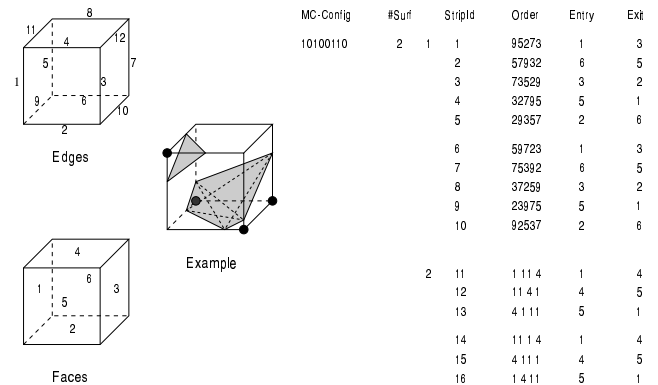 8
11
12
4
5
7
1
3
9
6
10
2
Edges
Example
4
6
1
3
5
2
Faces
MC-Config #Surf StripId Order Entry Exit
10100110 2 1 1 95273 1 3
2 57932 6 5
3 73529 3 2
4 32795 5 1
5 29357 2 6
6 59723 1 3
7 75392 6 5
8 37259 3 2
9 23975 5 1
10 92537 2 6
2 11 1 11 4 1 4
12 11 4 1 4 5
13 4 1 11 5 1
14 11 1 4 1 4
15 4 11 1 4 5
16 1 4 11 5 1